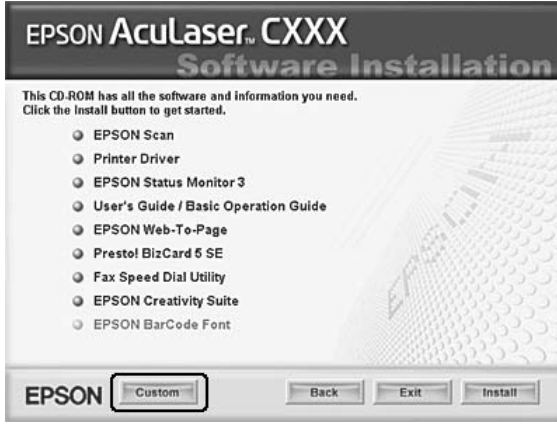 EPSON AcuLaser™ CXXX
Software Installation
This CD-ROM has all the software and information you need.
Click the Install button to get started.
EPSON Scan
Printer Driver
EPSON Status Monitor 3
User's Guide / Basic Operation Guide
EPSON Web-To-Page
Presto! BizCard 5 SE
Fax Speed Dial Utility
EPSON Creativity Suite
EPSON BarCode Font
EPSON
EPSON Custom Back Exit Install